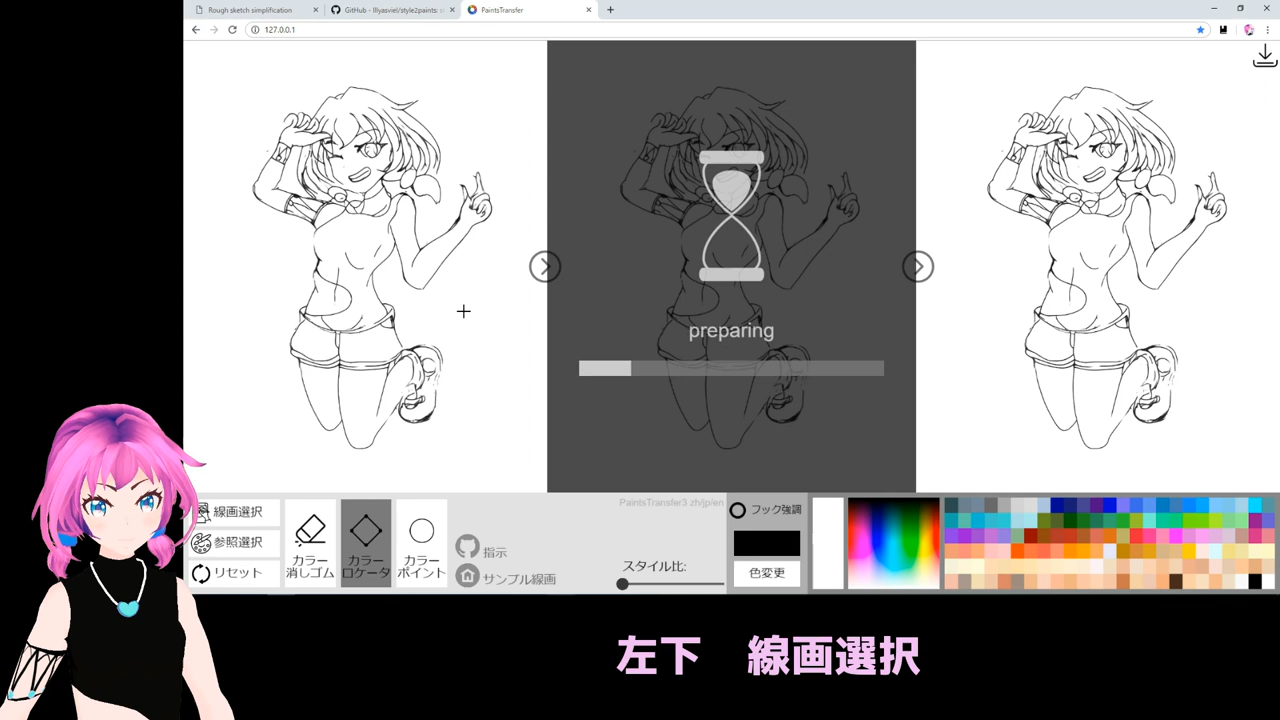 Rough sketch simplification
GitHub - lllyasviel/style2paints: p
PaintsTransfer
127.0.0.1
preparing
線画選択
参照選択
リセット
カラー
消しゴム
カラー
ロケータ
カラー
ポイント
指示
サンプル線画
PaintsTransfer3 zh/jp/en
スタイル比:
フック強調
色変更
左下　線画選択